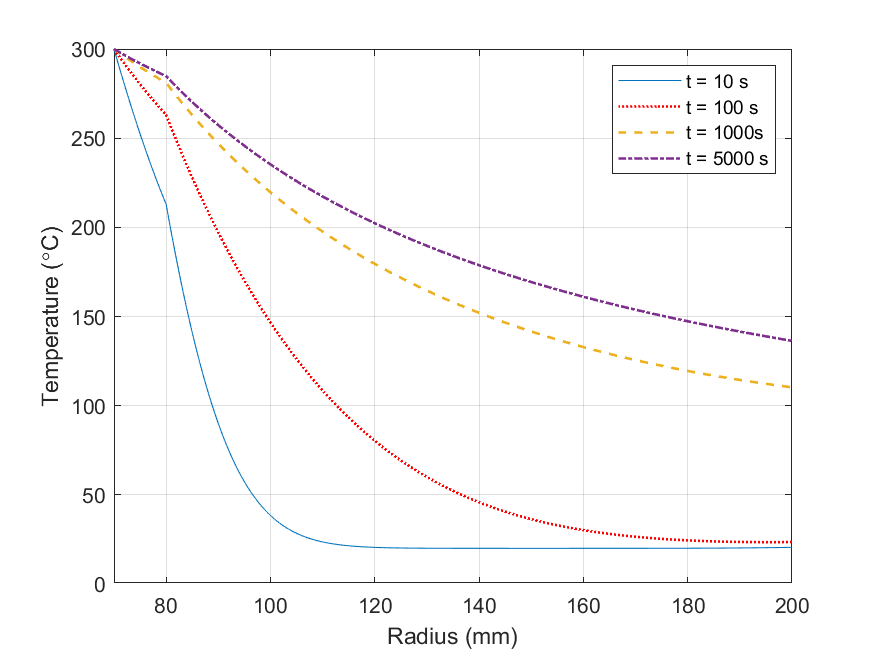 300
250
200
150
100
50
0
Temperature (°C)
t = 10 s
t = 100 s
t = 1000s
t = 5000 s
80 100 120 140 160 180 200
Radius (mm)